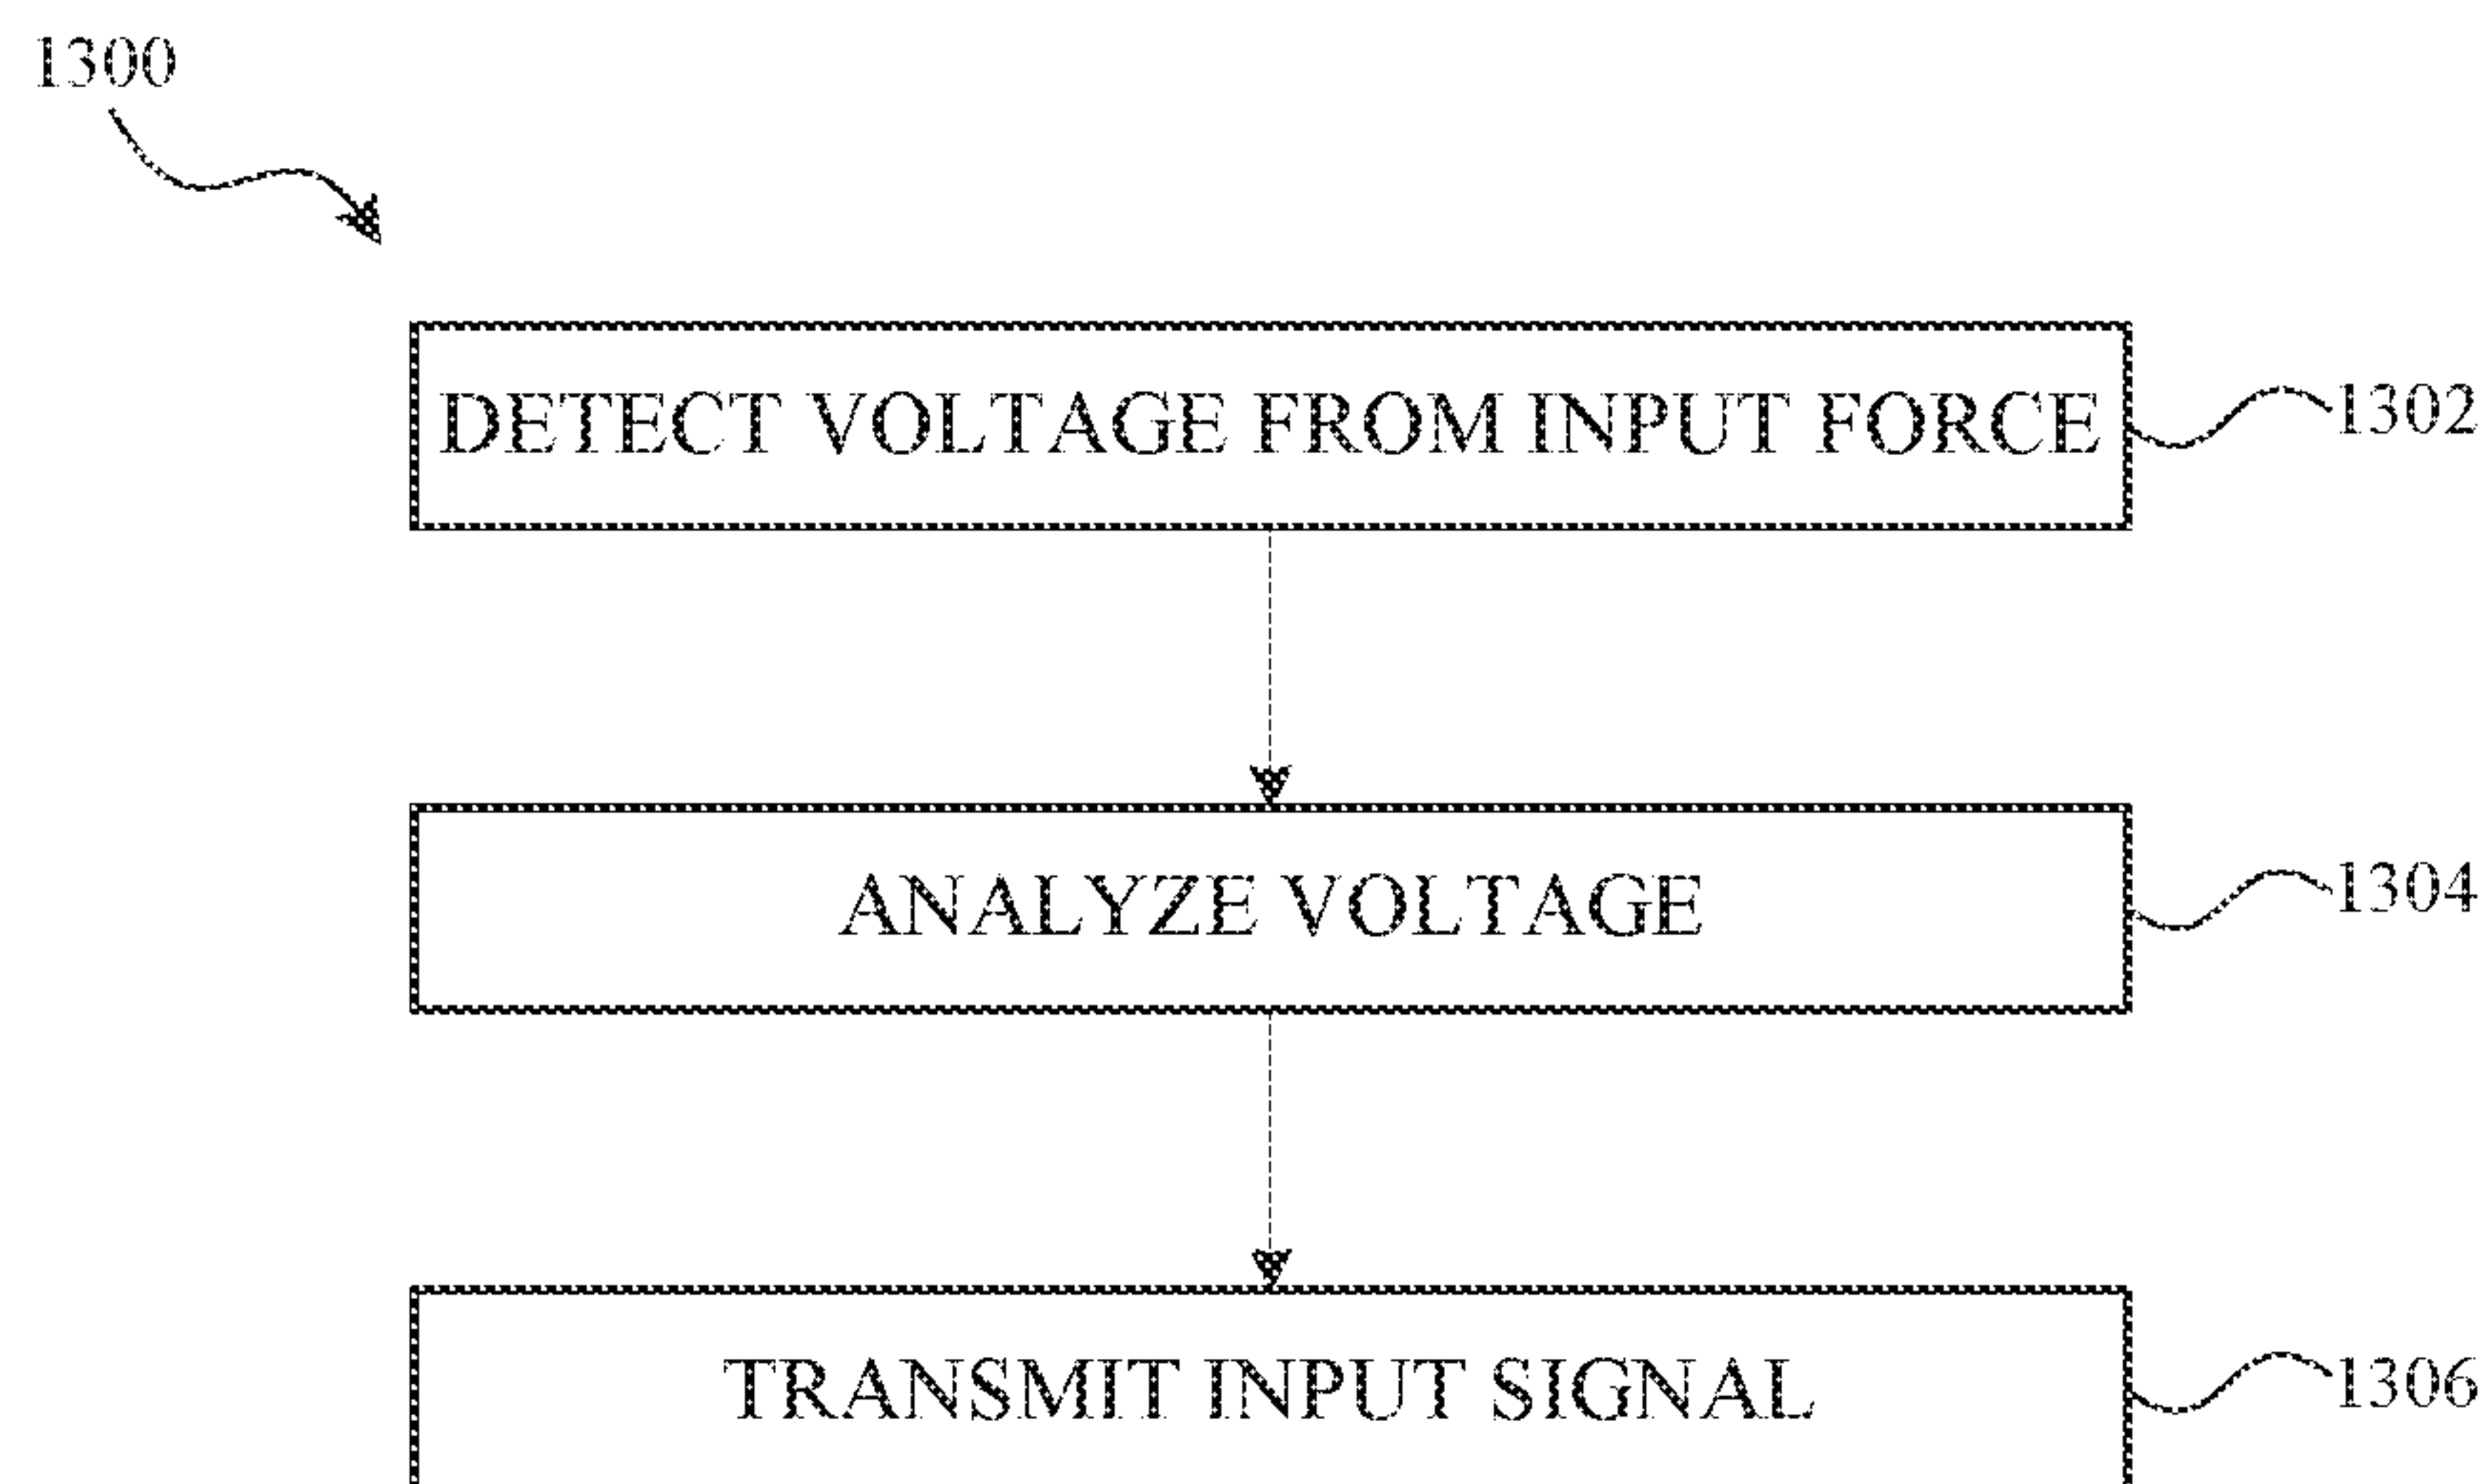 1300
DETECT VOLTAGE FROM INPUT FORCE
1302
ANALYZE VOLTAGE
1304
TRANSMIT INPUT SIGNAL
1306